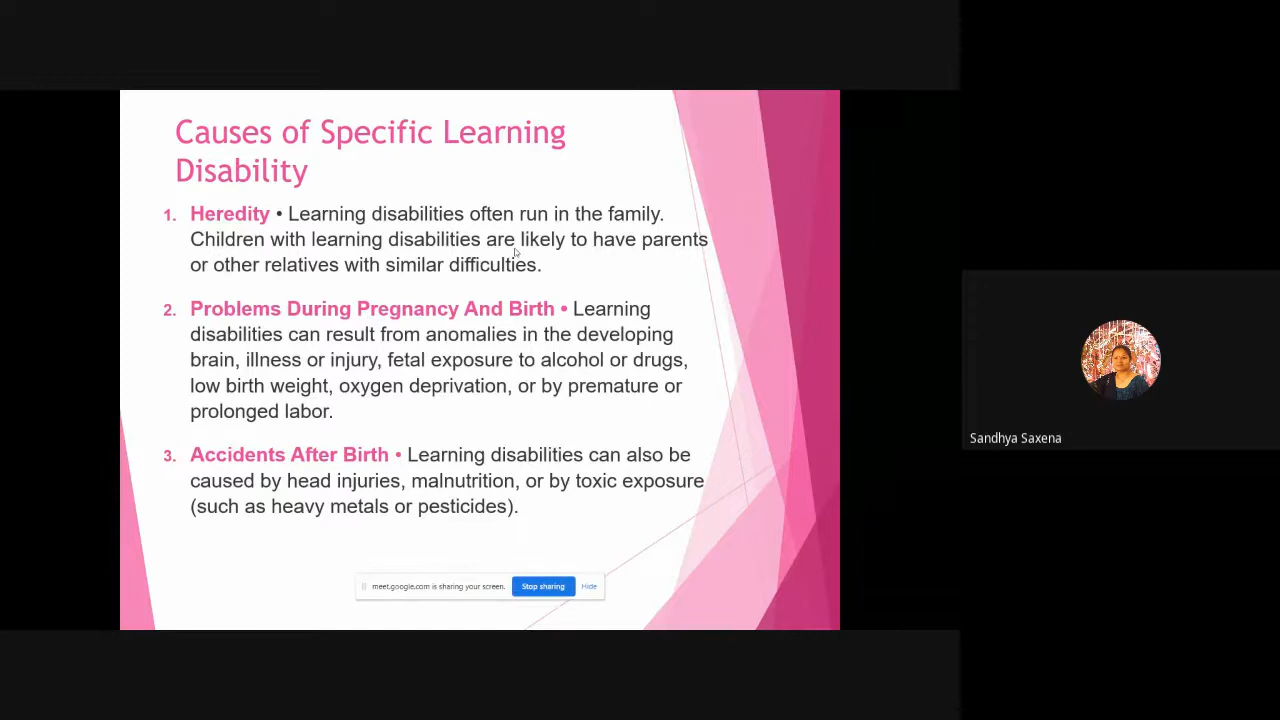 Causes of Specific Learning
Disability
1. Heredity • Learning disabilities often run in the family.
Children with learning disabilities are likely to have parents
or other relatives with similar difficulties.
2. Problems During Pregnancy And Birth • Learning
disabilities can result from anomalies in the developing
brain, illness or injury, fetal exposure to alcohol or drugs,
low birth weight, oxygen deprivation, or by premature or
prolonged labor.
3. Accidents After Birth • Learning disabilities can also be
caused by head injuries, malnutrition, or by toxic exposure
(such as heavy metals or pesticides).
meet.google.com is sharing your screen. Stop sharing Hide
Sandhya Saxena